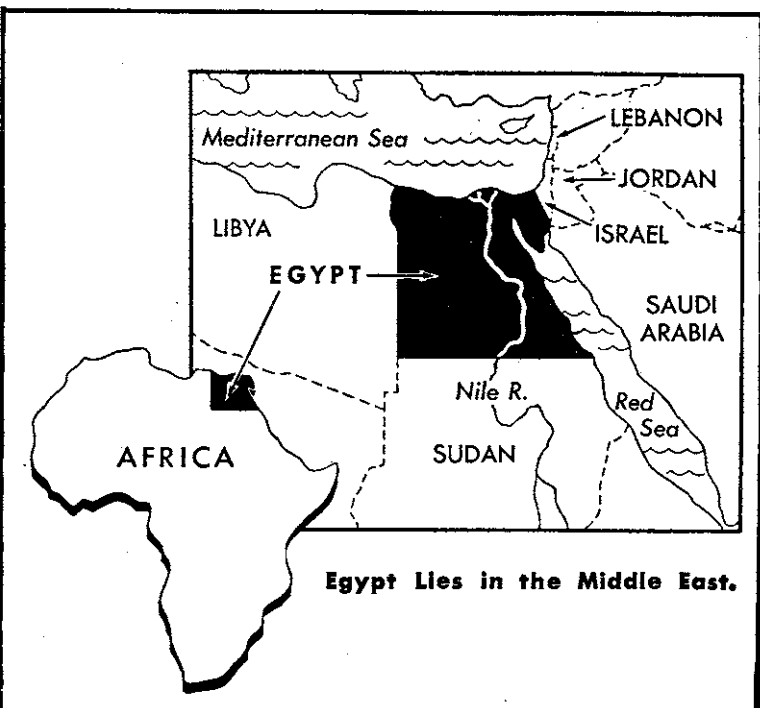 Mediterranean Sea
LEBANON
JORDAN
ISRAEL
LIBYA
EGYPT
SAUDI
ARABIA
Nile R.
Red
Sea
SUDAN
AFRICA
Egypt Lies in the Middle East.